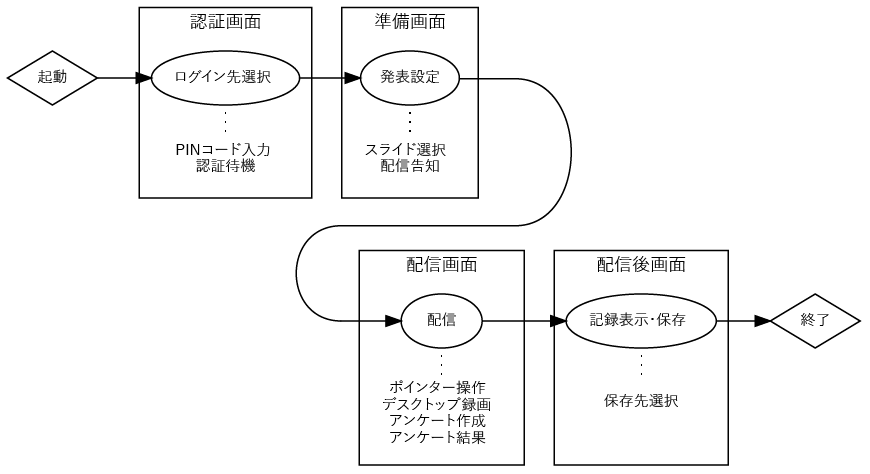 認証画面
準備画面
起動
ログイン先選択
発表設定
PINコード入力
認証待機
スライド選択
配信告知
配信画面
配信後画面
配信
記録表示・保存
終了
ポインター操作
デスクトップ録画
アンケート作成
アンケート結果
保存先選択